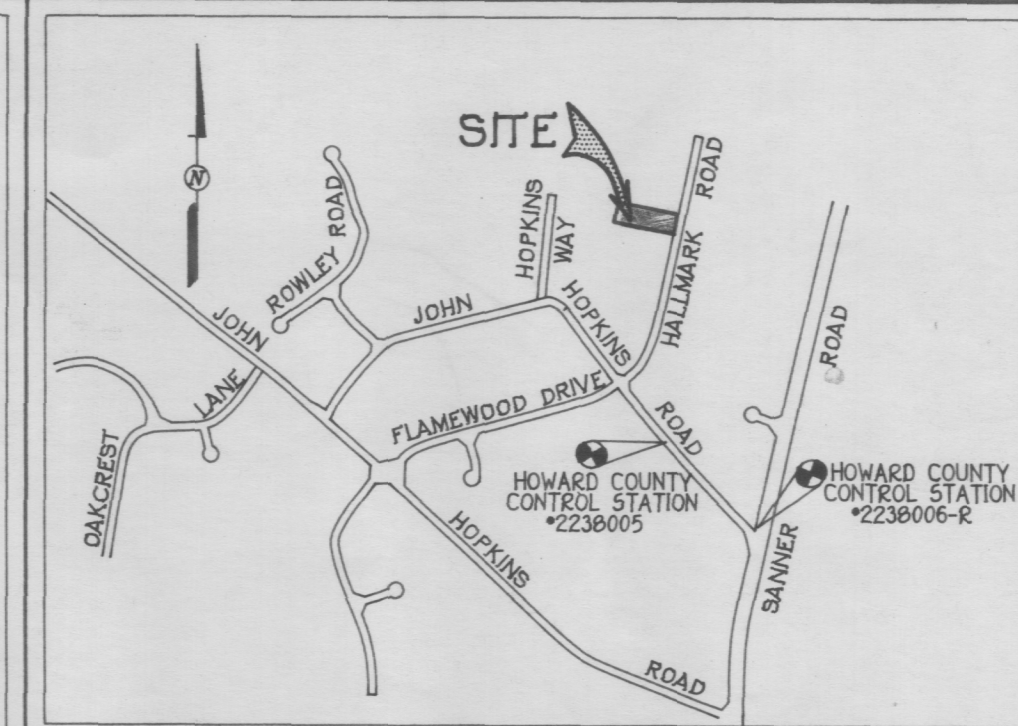 SITE
N
ROWLEY ROAD
HOPKINS
WAY
ROAD
HALLMARK
JOHN
JOHN
HOPKINS
ROAD
LANE
OAKCREST
FLAMEWOOD DRIVE
ROAD
HOWARD COUNTY
CONTROL STATION
•2238005
HOWARD COUNTY
CONTROL STATION
•2238006-R
HOPKINS
SANNER
ROAD